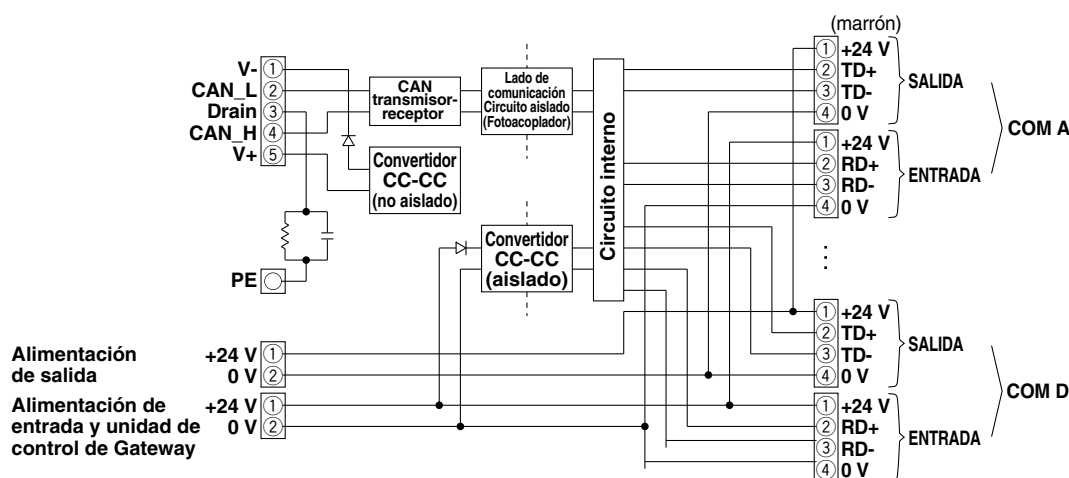 (marrón)
V- ①
CAN_L ②
Drain ③
CAN_H ④
V+ ⑤
PE
CAN
transmisor-
receptor
Lado de
comunicación
Circuito aislado
(Fotoacoplador)
Convertidor
CC-CC
(no aislado)
Convertidor
CC-CC
(aislado)
Circuito interno
① +24 V
② TD+
③ TD-
④ 0 V
SALIDA
① +24 V
② RD+
③ RD-
④ 0 V
ENTRADA
COM A
① +24 V
② TD+
③ TD-
④ 0 V
SALIDA
① +24 V
② RD+
③ RD-
④ 0 V
ENTRADA
COM D
Alimentación
de salida
+24 V ①
0 V ②
Alimentación de
entrada y unidad de
control de Gateway
+24 V ①
0 V ②